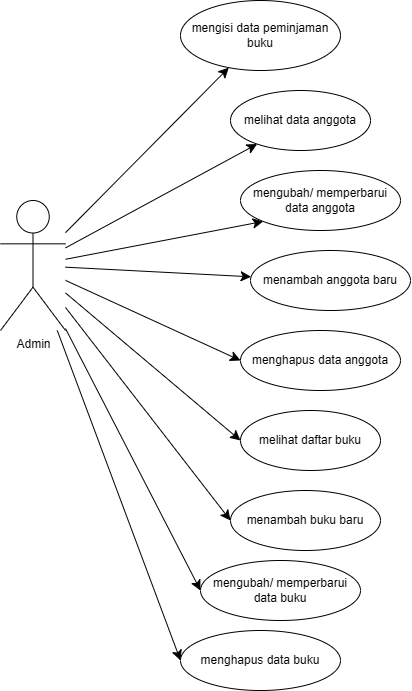 mengisi data peminjaman
buku
melihat data anggota
mengubah/ memperbarui
data anggota
menambah anggota baru
Admin
menghapus data anggota
melihat daftar buku
menambah buku baru
mengubah/ memperbarui
data buku
menghapus data buku